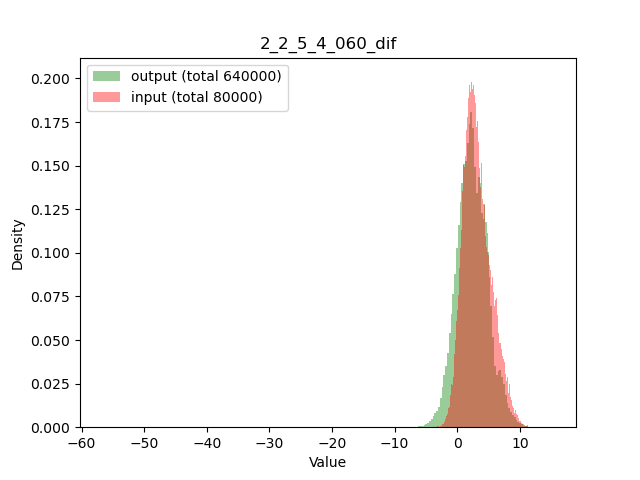 2_2_5_4_060_dif
output (total 640000)
input (total 80000)
0.200
0.175
0.150
0.125
0.100
0.075
0.050
0.025
0.000
Density
−60 −50 −40 −30 −20 −10 0 10
Value